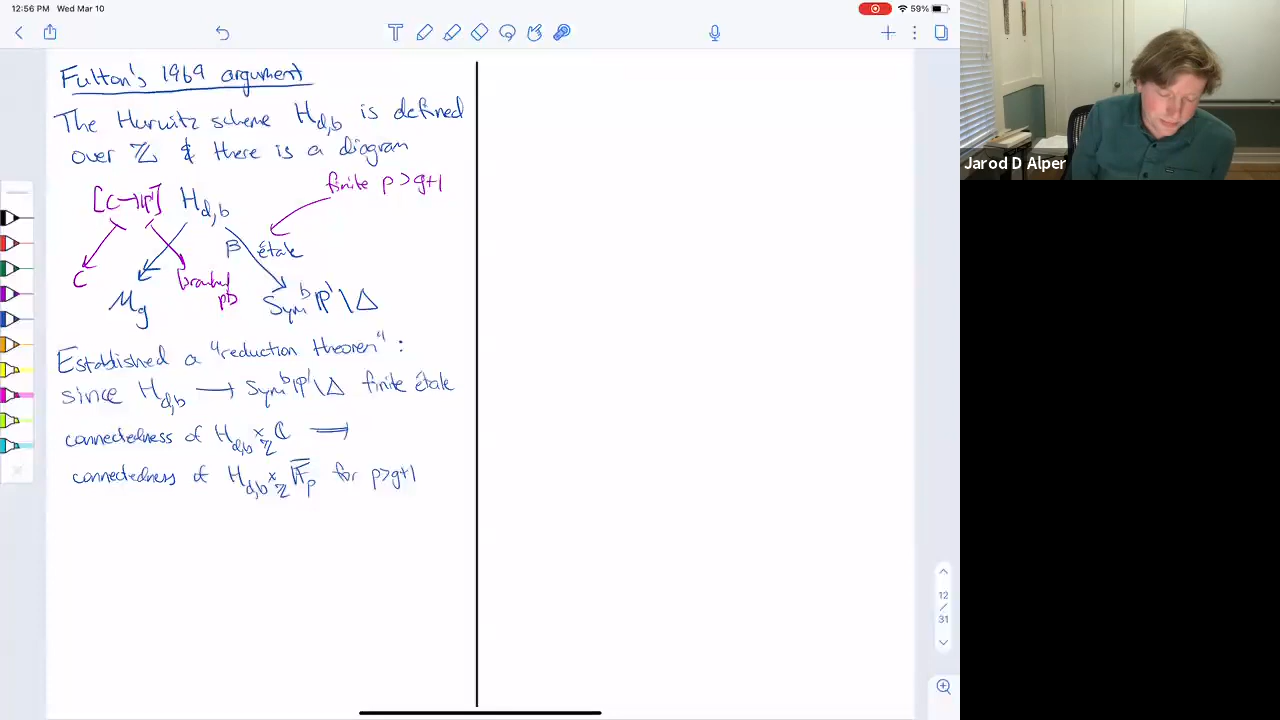 12:56 PM Wed Mar 10
59%
Fulton's 1969 argument
The Hurwitz scheme H_{d,b} is defined
over ℤ & there is a diagram
finite p>g+1
[C→ℙ¹] H_{d,b}
β étale
C
branched
pts
M_g
Sym^b ℙ¹ \ Δ
Established a "reduction theorem":
since H_{d,b} → Sym^b ℙ¹ \ Δ finite étale
connectedness of H_{d,b} ×_ℤ ℂ ⟹
connectedness of H_{d,b} ×_ℤ 𝔽̄_p for p>g+1
12
/
31
Jarod D Alper